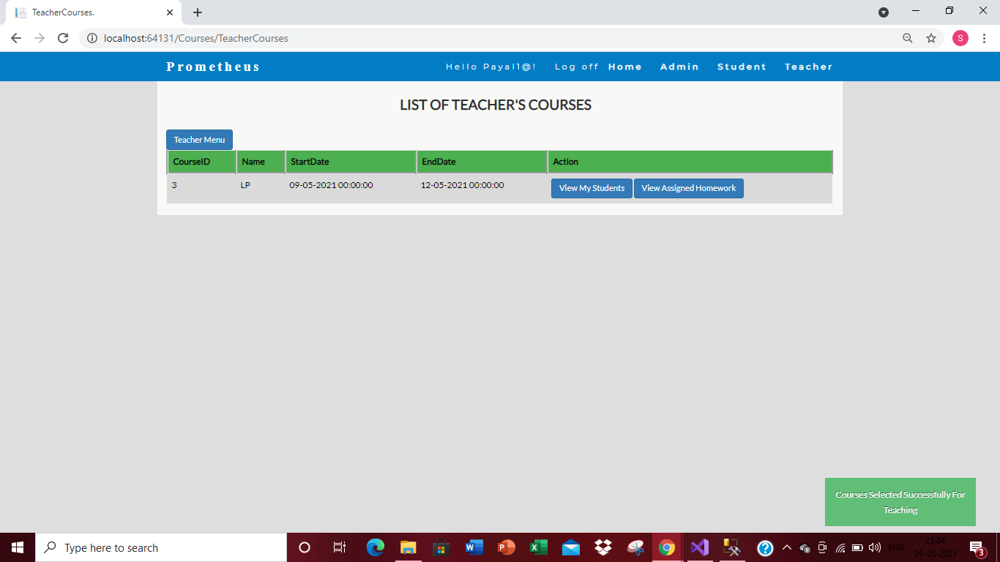 TeacherCourses.
localhost:64131/Courses/TeacherCourses
S
Prometheus
Hello Payal1@!
Log off
Home
Admin
Student
Teacher
LIST OF TEACHER'S COURSES
Teacher Menu
CourseID Name StartDate EndDate Action
3 LP 09-05-2021 00:00:00 12-05-2021 00:00:00 View My Students View Assigned Homework
Courses Selected Successfully For
Teaching
Type here to search
ENG
23:04
09-05-2021
3